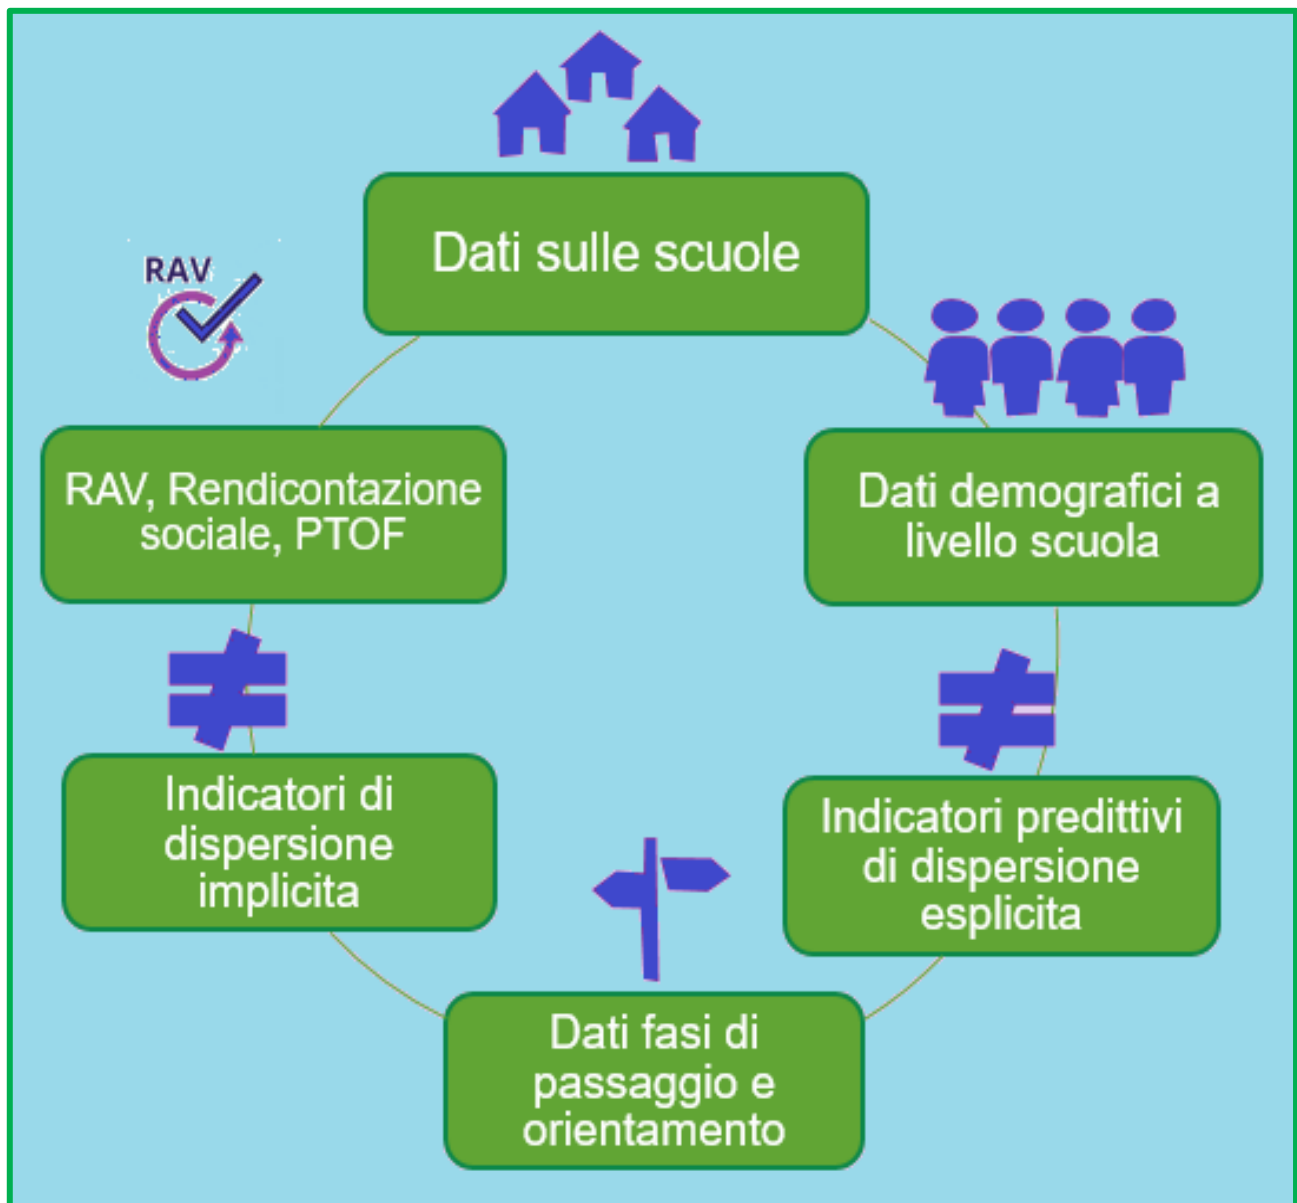 Dati sulle scuole
RAV
RAV, Rendicontazione
sociale, PTOF
Dati demografici a
livello scuola
Indicatori di
dispersione
implicita
Indicatori predittivi
di dispersione
esplicita
Dati fasi di
passaggio e
orientamento